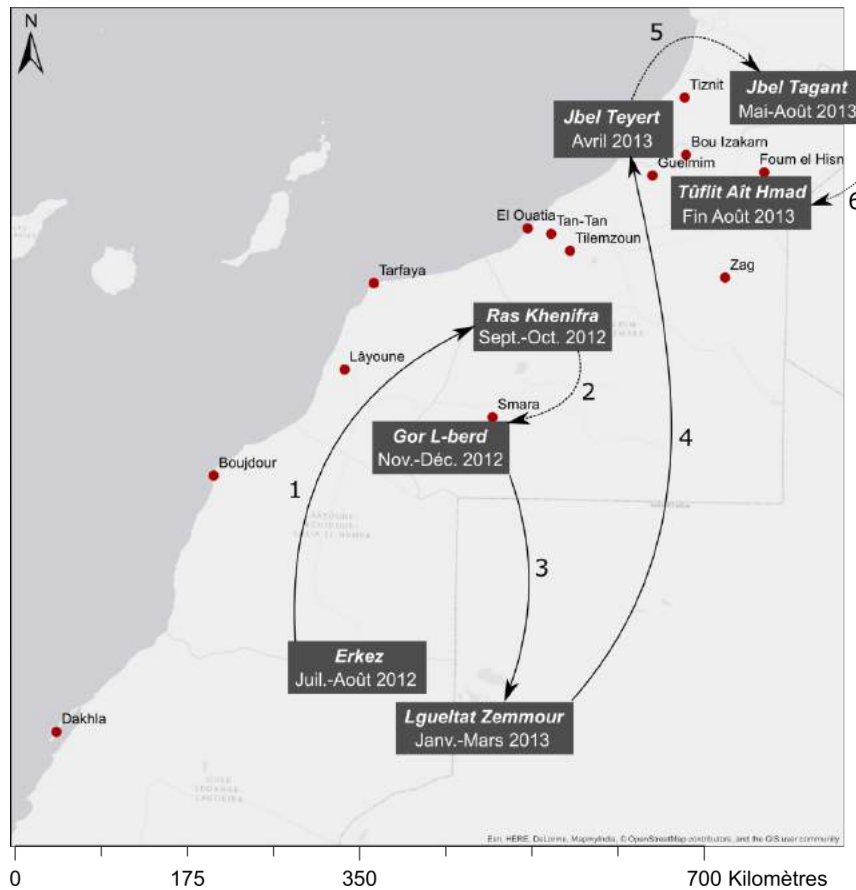 N
5
Tiznit
Jbel Tagant
Mai-Août 2013
Jbel Teyert
Avril 2013
Bou Izakarn
Guelmim
Foum el Hisn
Tûflit Aît Hmad
Fin Août 2013
6
El Ouatia
Tan-Tan
Tilemzoun
Zag
Tarfaya
Ras Khenifra
Sept.-Oct. 2012
Lâyoune
2
Smara
Gor L-berd
Nov.-Déc. 2012
4
Boujdour
1
3
Erkez
Juil.-Août 2012
Lgueltat Zemmour
Janv.-Mars 2013
Dakhla
Esri, HERE, DeLorme, MapmyIndia, © OpenStreetMap contributors, and the GIS user community
0 175 350 700 Kilomètres